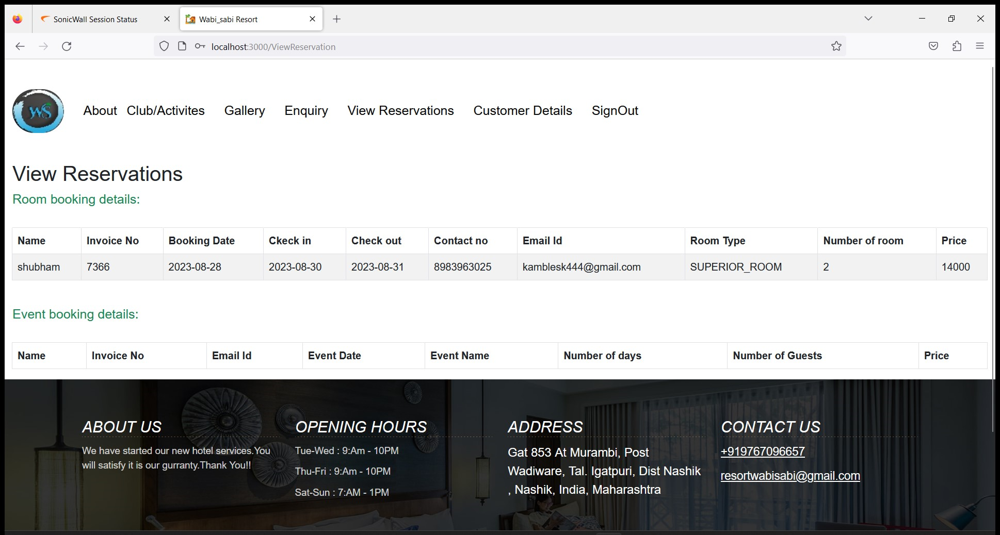 SonicWall Session Status
Wabi_sabi Resort
localhost:3000/ViewReservation
WS
About Club/Activites Gallery Enquiry View Reservations Customer Details SignOut
View Reservations
Room booking details:
Name Invoice No Booking Date Ckeck in Check out Contact no Email Id Room Type Number of room Price
shubham 7366 2023-08-28 2023-08-30 2023-08-31 8983963025 kamblesk444@gmail.com SUPERIOR_ROOM 2 14000
Event booking details:
Name Invoice No Email Id Event Date Event Name Number of days Number of Guests Price
ABOUT US
We have started our new hotel services.You
will satisfy it is our gurranty.Thank You!!
OPENING HOURS
Tue-Wed : 9:Am - 10PM
Thu-Fri : 9:Am - 10PM
Sat-Sun : 7:AM - 1PM
ADDRESS
Gat 853 At Murambi, Post
Wadiware, Tal. Igatpuri, Dist Nashik
, Nashik, India, Maharashtra
CONTACT US
+919767096657
resortwabisabi@gmail.com